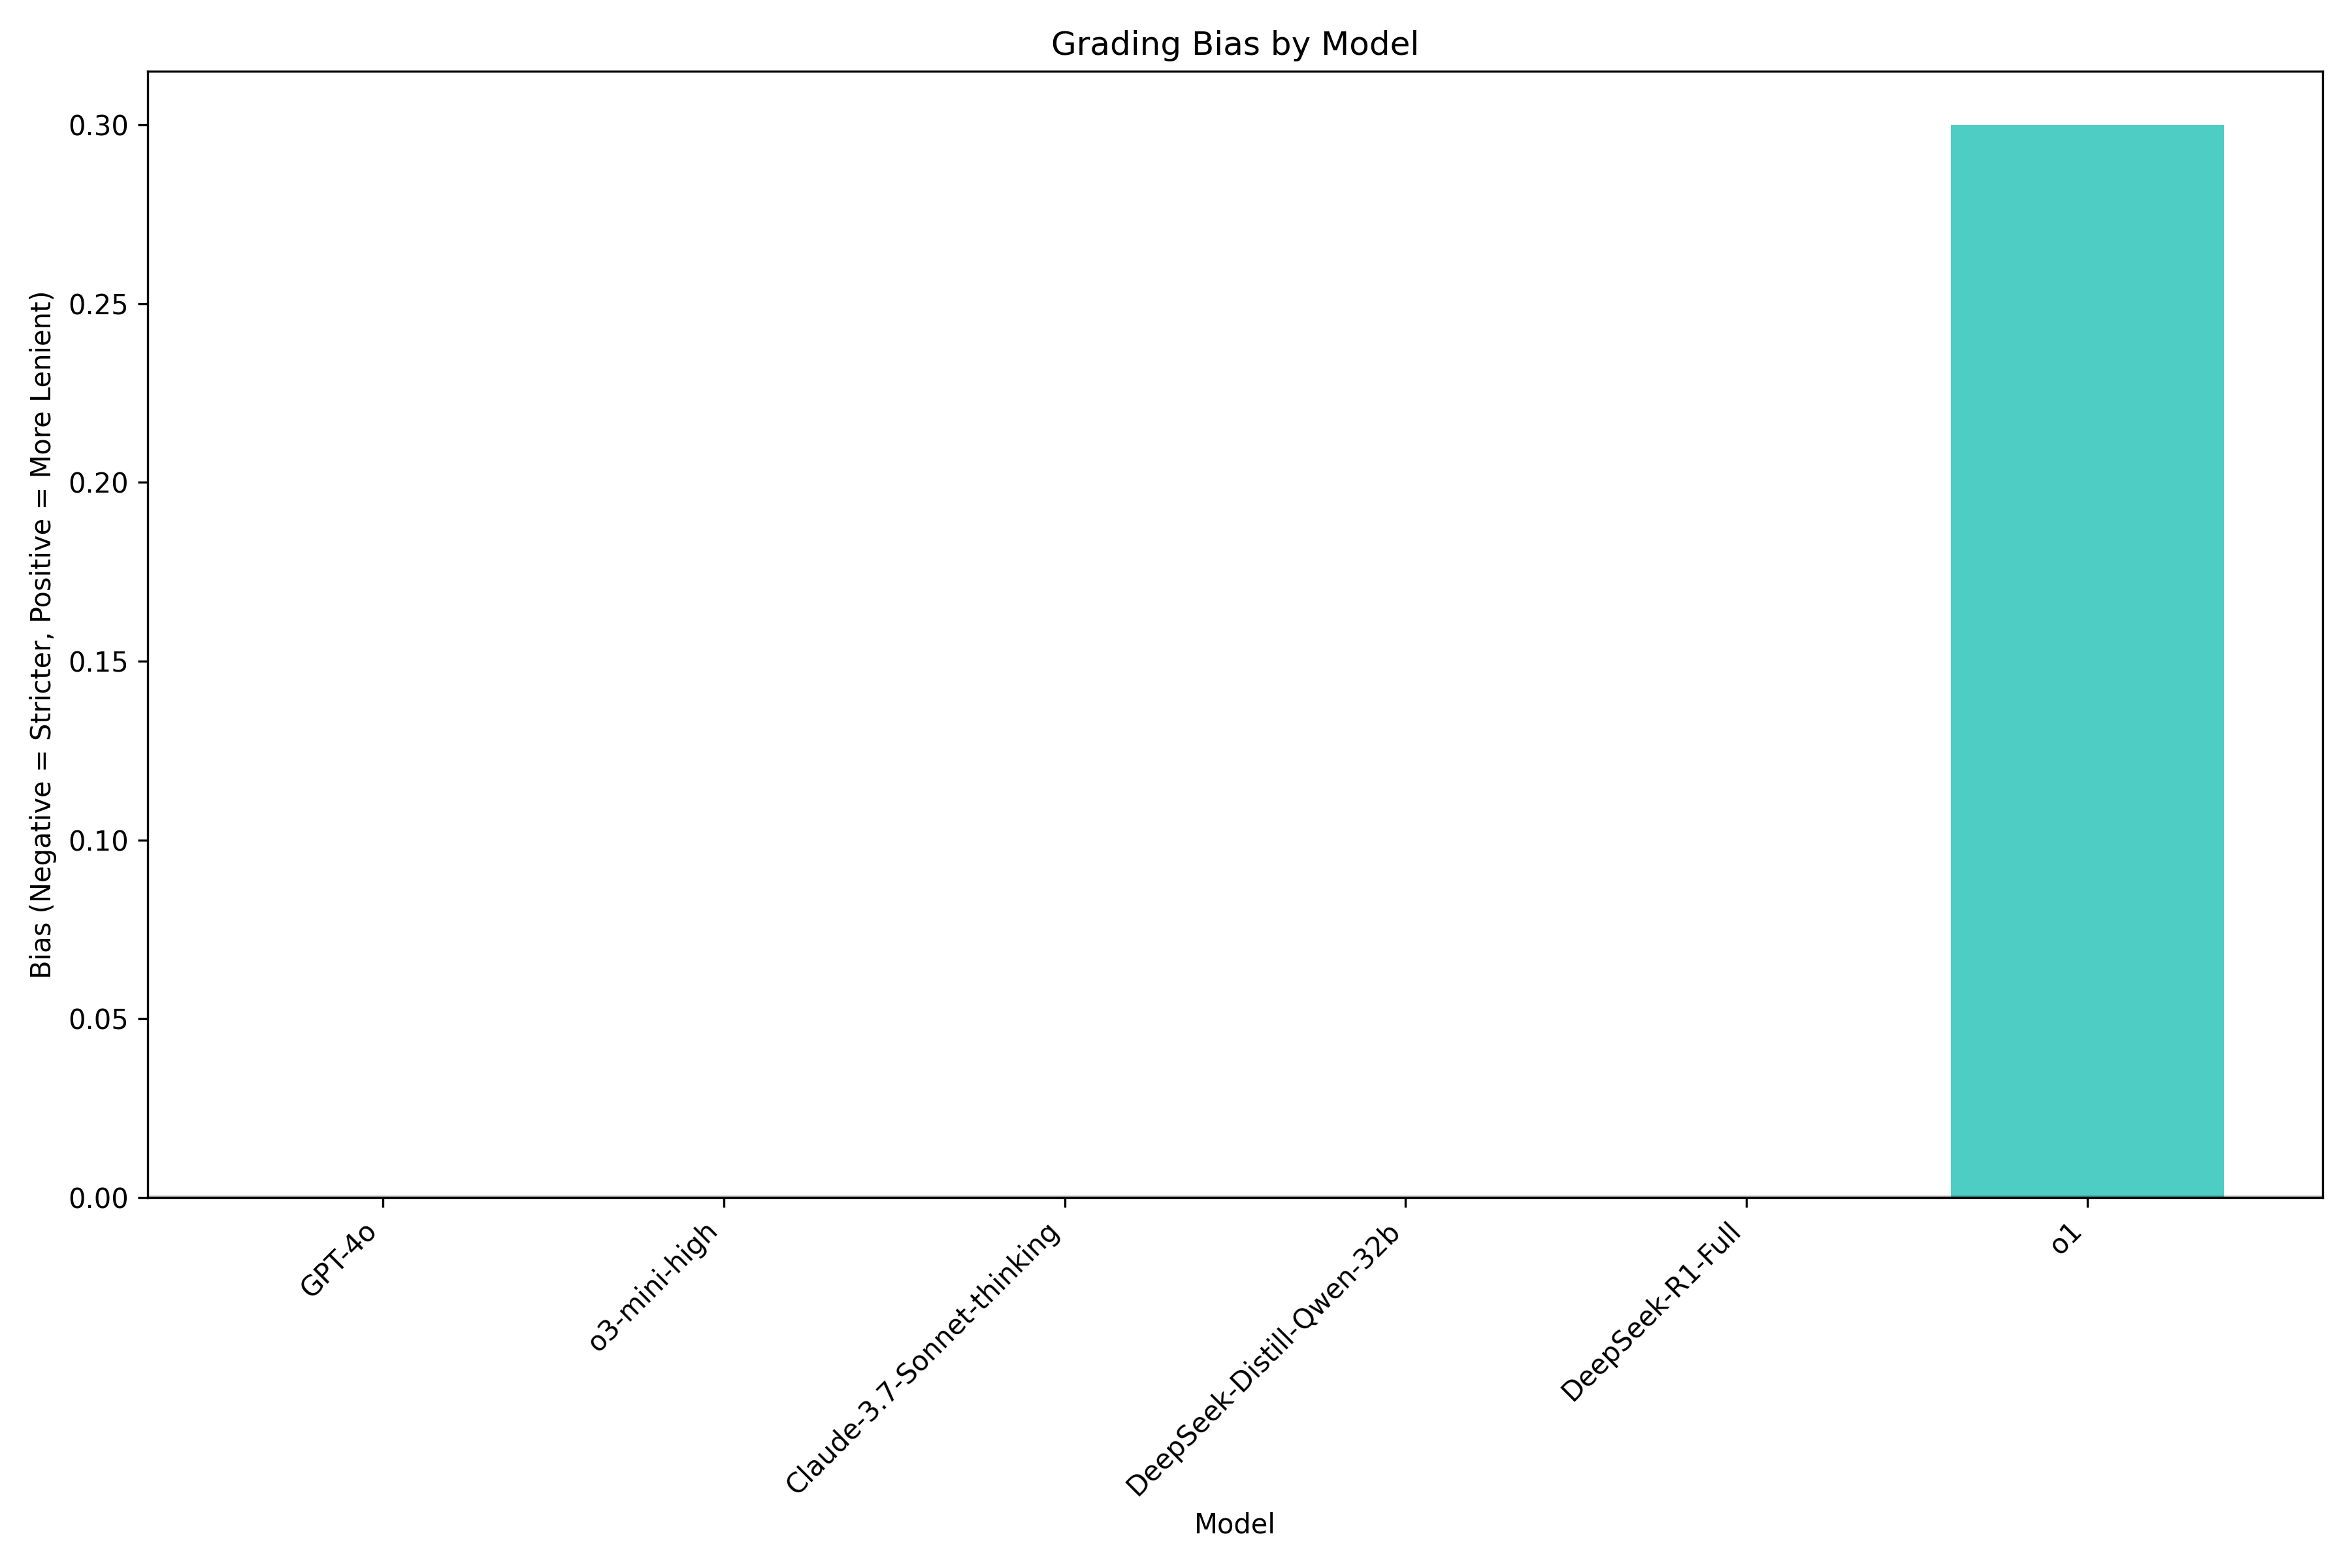 Grading Bias by Model
Bias (Negative = Stricter, Positive = More Lenient)
0.30
0.25
0.20
0.15
0.10
0.05
0.00
GPT-4o
o3-mini-high
Claude-3.7-Sonnet-thinking
DeepSeek-Distill-Qwen-32b
DeepSeek-R1-Full
o1
Model